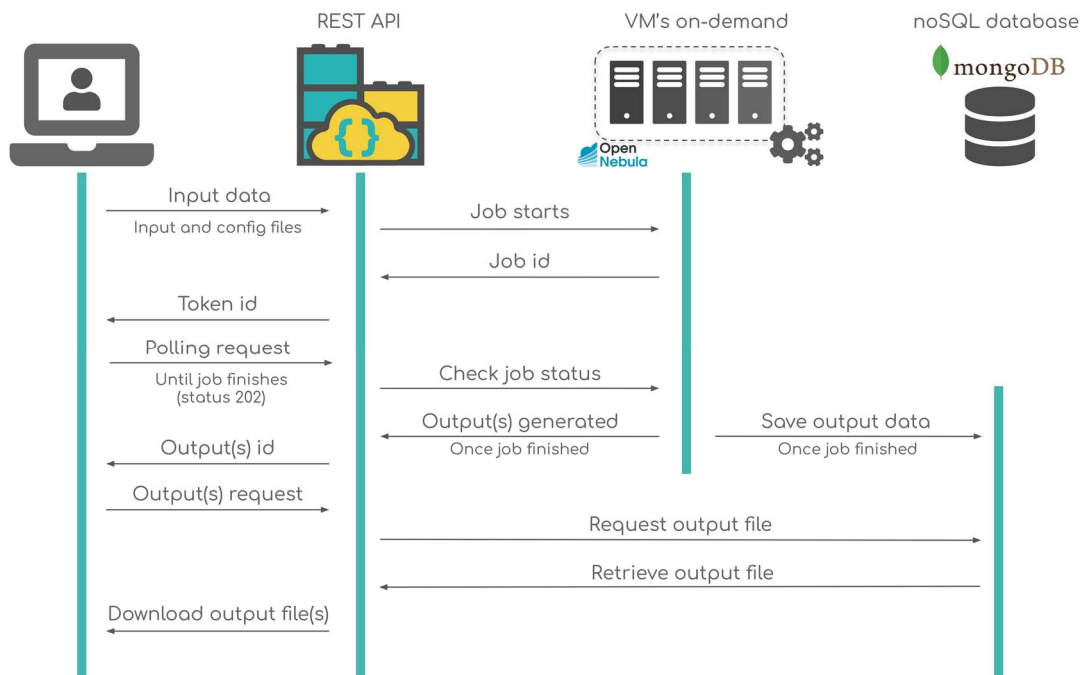 REST API
VM's on-demand
noSQL database
mongoDB
{ }
Open
Nebula
Input data
Input and config files
Job starts
Job id
Token id
Polling request
Until job finishes
(status 202)
Check job status
Output(s) generated
Once job finished
Save output data
Once job finished
Output(s) id
Output(s) request
Request output file
Retrieve output file
Download output file(s)